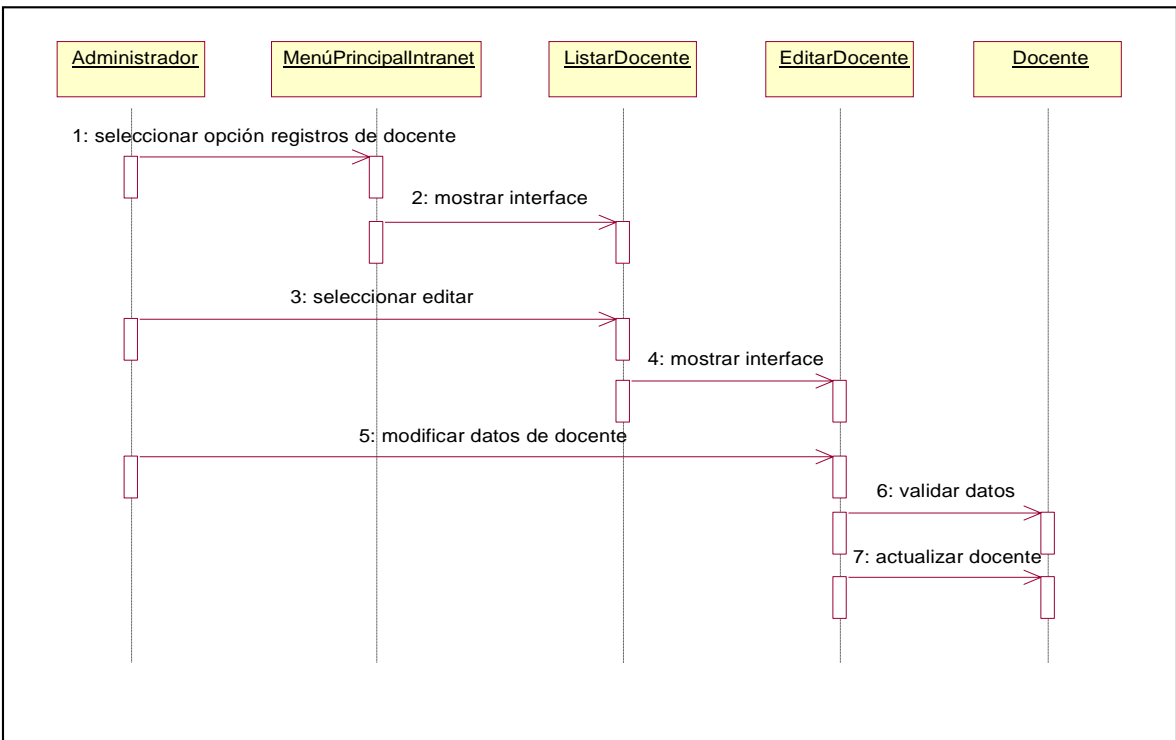 Administrador
MenúPrincipalIntranet
ListarDocente
EditarDocente
Docente
1: seleccionar opción registros de docente
2: mostrar interface
3: seleccionar editar
4: mostrar interface
5: modificar datos de docente
6: validar datos
7: actualizar docente